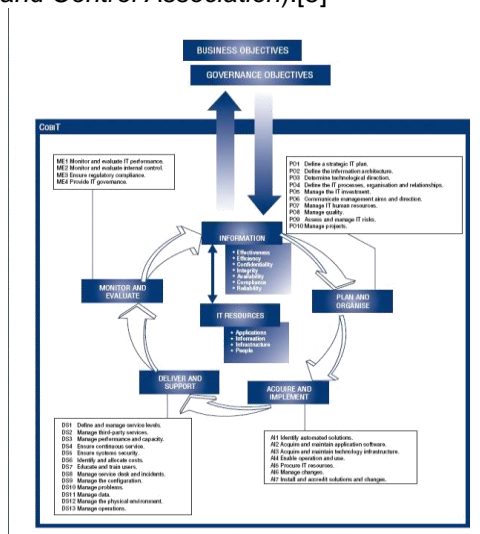 and Control Association).[3]
BUSINESS OBJECTIVES
GOVERNANCE OBJECTIVES
COBIT
ME1 Monitor and evaluate IT performance.
ME2 Monitor and evaluate internal control.
ME3 Ensure regulatory compliance.
ME4 Provide IT governance.
PO1 Define a strategic IT plan.
PO2 Define the information architecture.
PO3 Determine technological direction.
PO4 Define the IT processes, organisation and relationships.
PO5 Manage the IT investment.
PO6 Communicate management aims and direction.
PO7 Manage IT human resources.
PO8 Manage quality.
PO9 Assess and manage IT risks.
PO10 Manage projects.
INFORMATION
• Effectiveness
• Efficiency
• Confidentiality
• Integrity
• Availability
• Compliance
• Reliability
MONITOR AND
EVALUATE
PLAN AND
ORGANISE
IT RESOURCES
• Applications
• Information
• Infrastructure
• People
DELIVER AND
SUPPORT
ACQUIRE AND
IMPLEMENT
DS1 Define and manage service levels.
DS2 Manage third-party services.
DS3 Manage performance and capacity.
DS4 Ensure continuous service.
DS5 Ensure systems security.
DS6 Identify and allocate costs.
DS7 Educate and train users.
DS8 Manage service desk and incidents.
DS9 Manage the configuration.
DS10 Manage problems.
DS11 Manage data.
DS12 Manage the physical environment.
DS13 Manage operations.
AI1 Identify automated solutions.
AI2 Acquire and maintain application software.
AI3 Acquire and maintain technology infrastructure.
AI4 Enable operation and use.
AI5 Procure IT resources.
AI6 Manage changes.
AI7 Install and accredit solutions and changes.